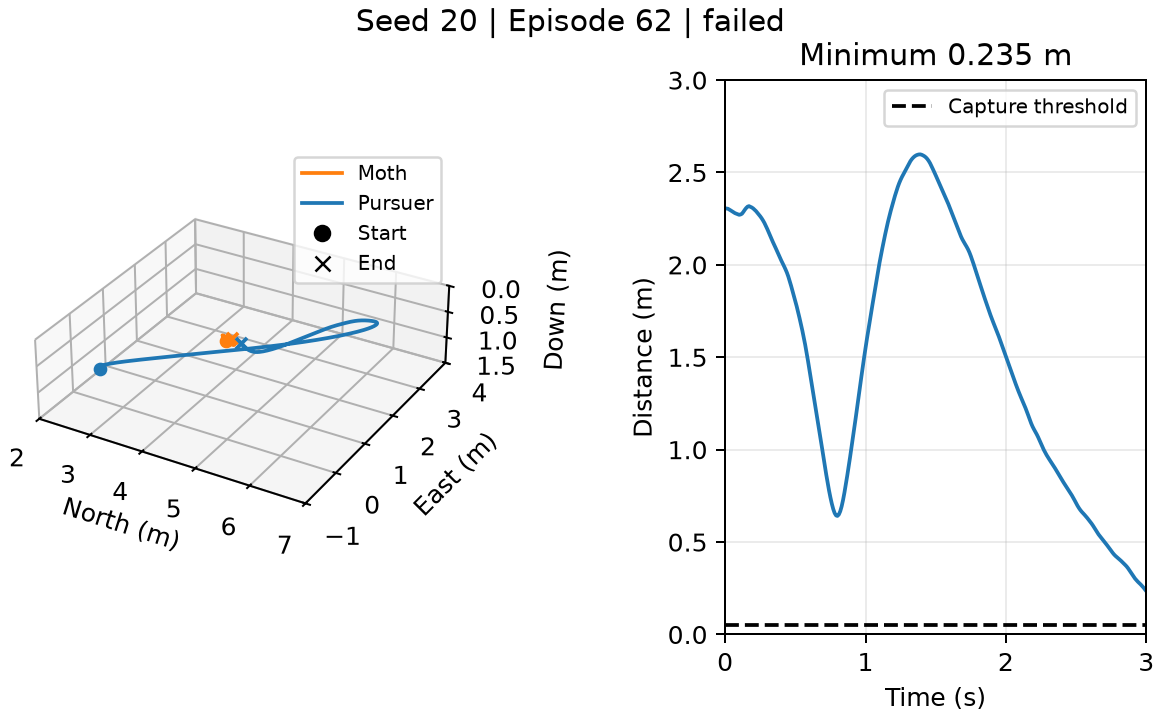 Seed 20 | Episode 62 | failed
Moth
Pursuer
Start
End
0.0
0.5
1.0
1.5
Down (m)
4
3
2
1
0
−1
East (m)
2
3
4
5
6
7
North (m)
Minimum 0.235 m
Capture threshold
3.0
2.5
2.0
1.5
1.0
0.5
0.0
Distance (m)
0
1
2
3
Time (s)